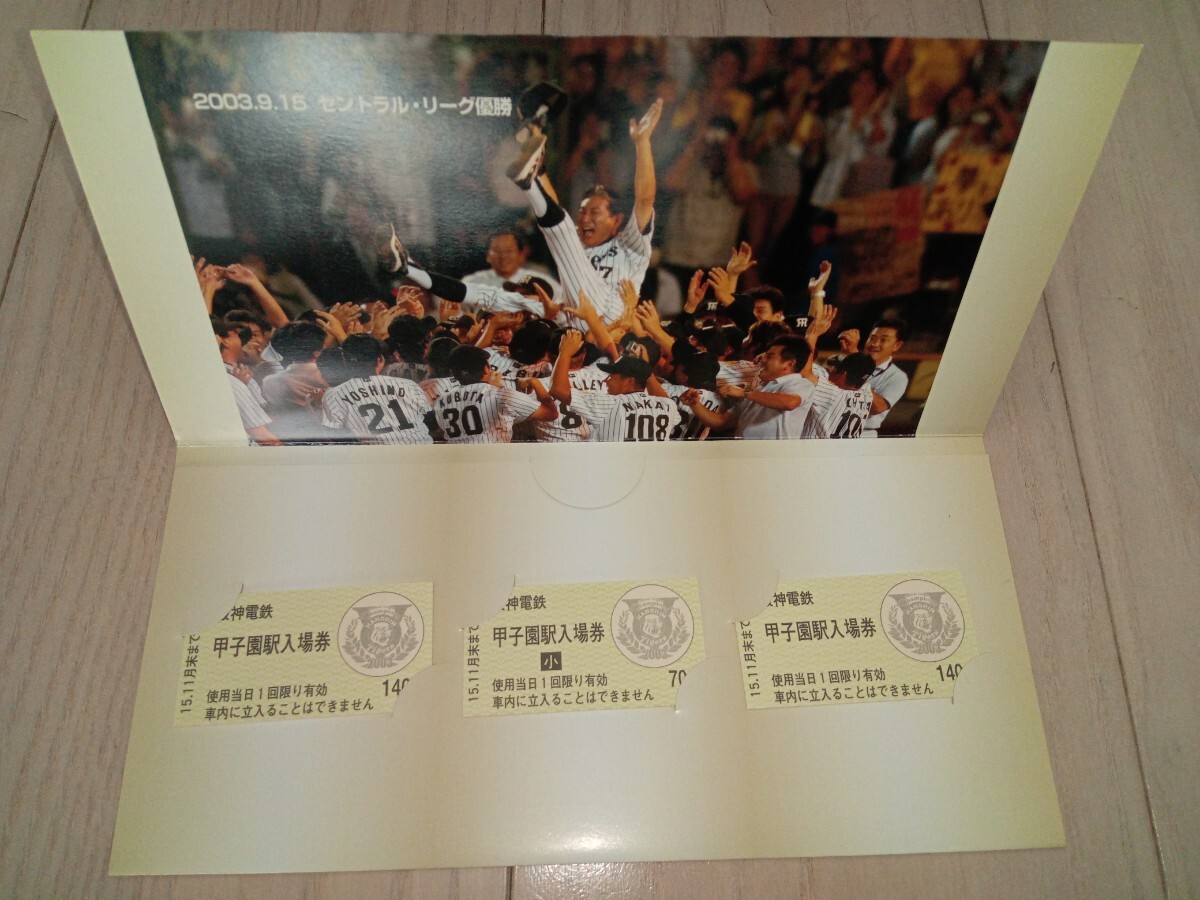 2003.9.15 セントラル・リーグ優勝
YOSHINO
21
KUBOTA
30
8
NAKAI
108
77
神電鉄
甲子園駅入場券
使用当日1回限り有効
140
車内に立入ることはできません
15.11月末まで
2003
神電鉄
甲子園駅入場券
小
使用当日1回限り有効
70
車内に立入ることはできません
15.11月末まで
2003
神電鉄
甲子園駅入場券
使用当日1回限り有効
140
車内に立入ることはできません
15.11月末まで